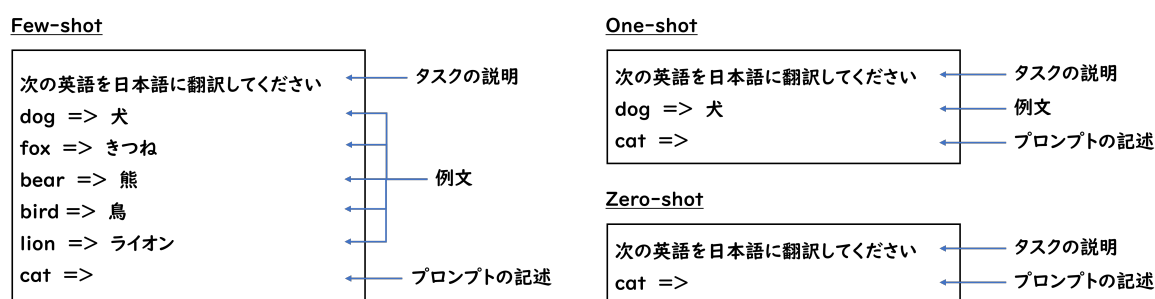 Few-shot
次の英語を日本語に翻訳してください
タスクの説明
dog => 犬
fox => きつね
bear => 熊
bird => 鳥
lion => ライオン
例文
cat =>
プロンプトの記述
One-shot
次の英語を日本語に翻訳してください
タスクの説明
dog => 犬
例文
cat =>
プロンプトの記述
Zero-shot
次の英語を日本語に翻訳してください
タスクの説明
cat =>
プロンプトの記述